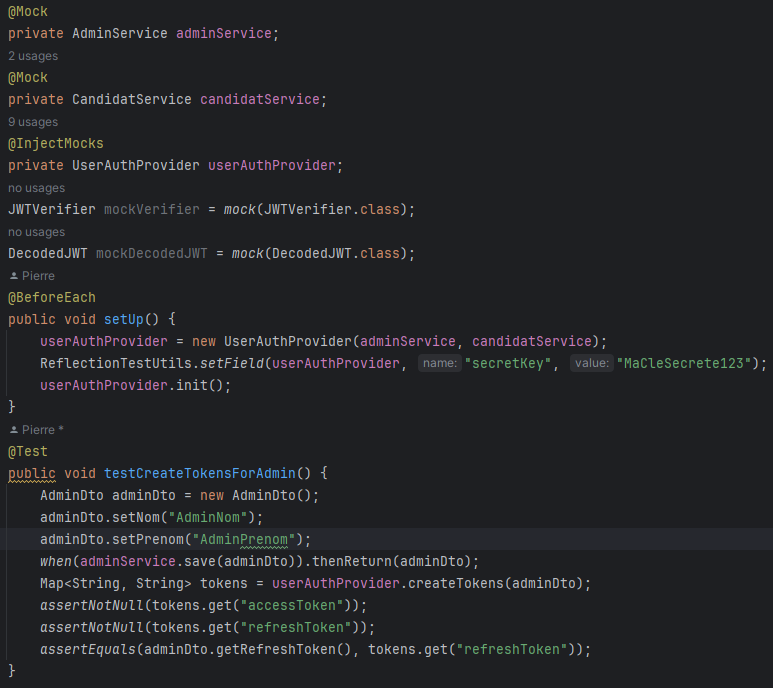 @Mock
private AdminService adminService;
2 usages
@Mock
private CandidatService candidatService;
9 usages
@InjectMocks
private UserAuthProvider userAuthProvider;
no usages
JWTVerifier mockVerifier = mock(JWTVerifier.class);
no usages
DecodedJWT mockDecodedJWT = mock(DecodedJWT.class);
Pierre
@BeforeEach
public void setUp() {
    userAuthProvider = new UserAuthProvider(adminService, candidatService);
    ReflectionTestUtils.setField(userAuthProvider, name: "secretKey", value: "MaCleSecrete123");
    userAuthProvider.init();
}
Pierre *
@Test
public void testCreateTokensForAdmin() {
    AdminDto adminDto = new AdminDto();
    adminDto.setNom("AdminNom");
    adminDto.setPrenom("AdminPrenom");
    when(adminService.save(adminDto)).thenReturn(adminDto);
    Map<String, String> tokens = userAuthProvider.createTokens(adminDto);
    assertNotNull(tokens.get("accessToken"));
    assertNotNull(tokens.get("refreshToken"));
    assertEquals(adminDto.getRefreshToken(), tokens.get("refreshToken"));
}